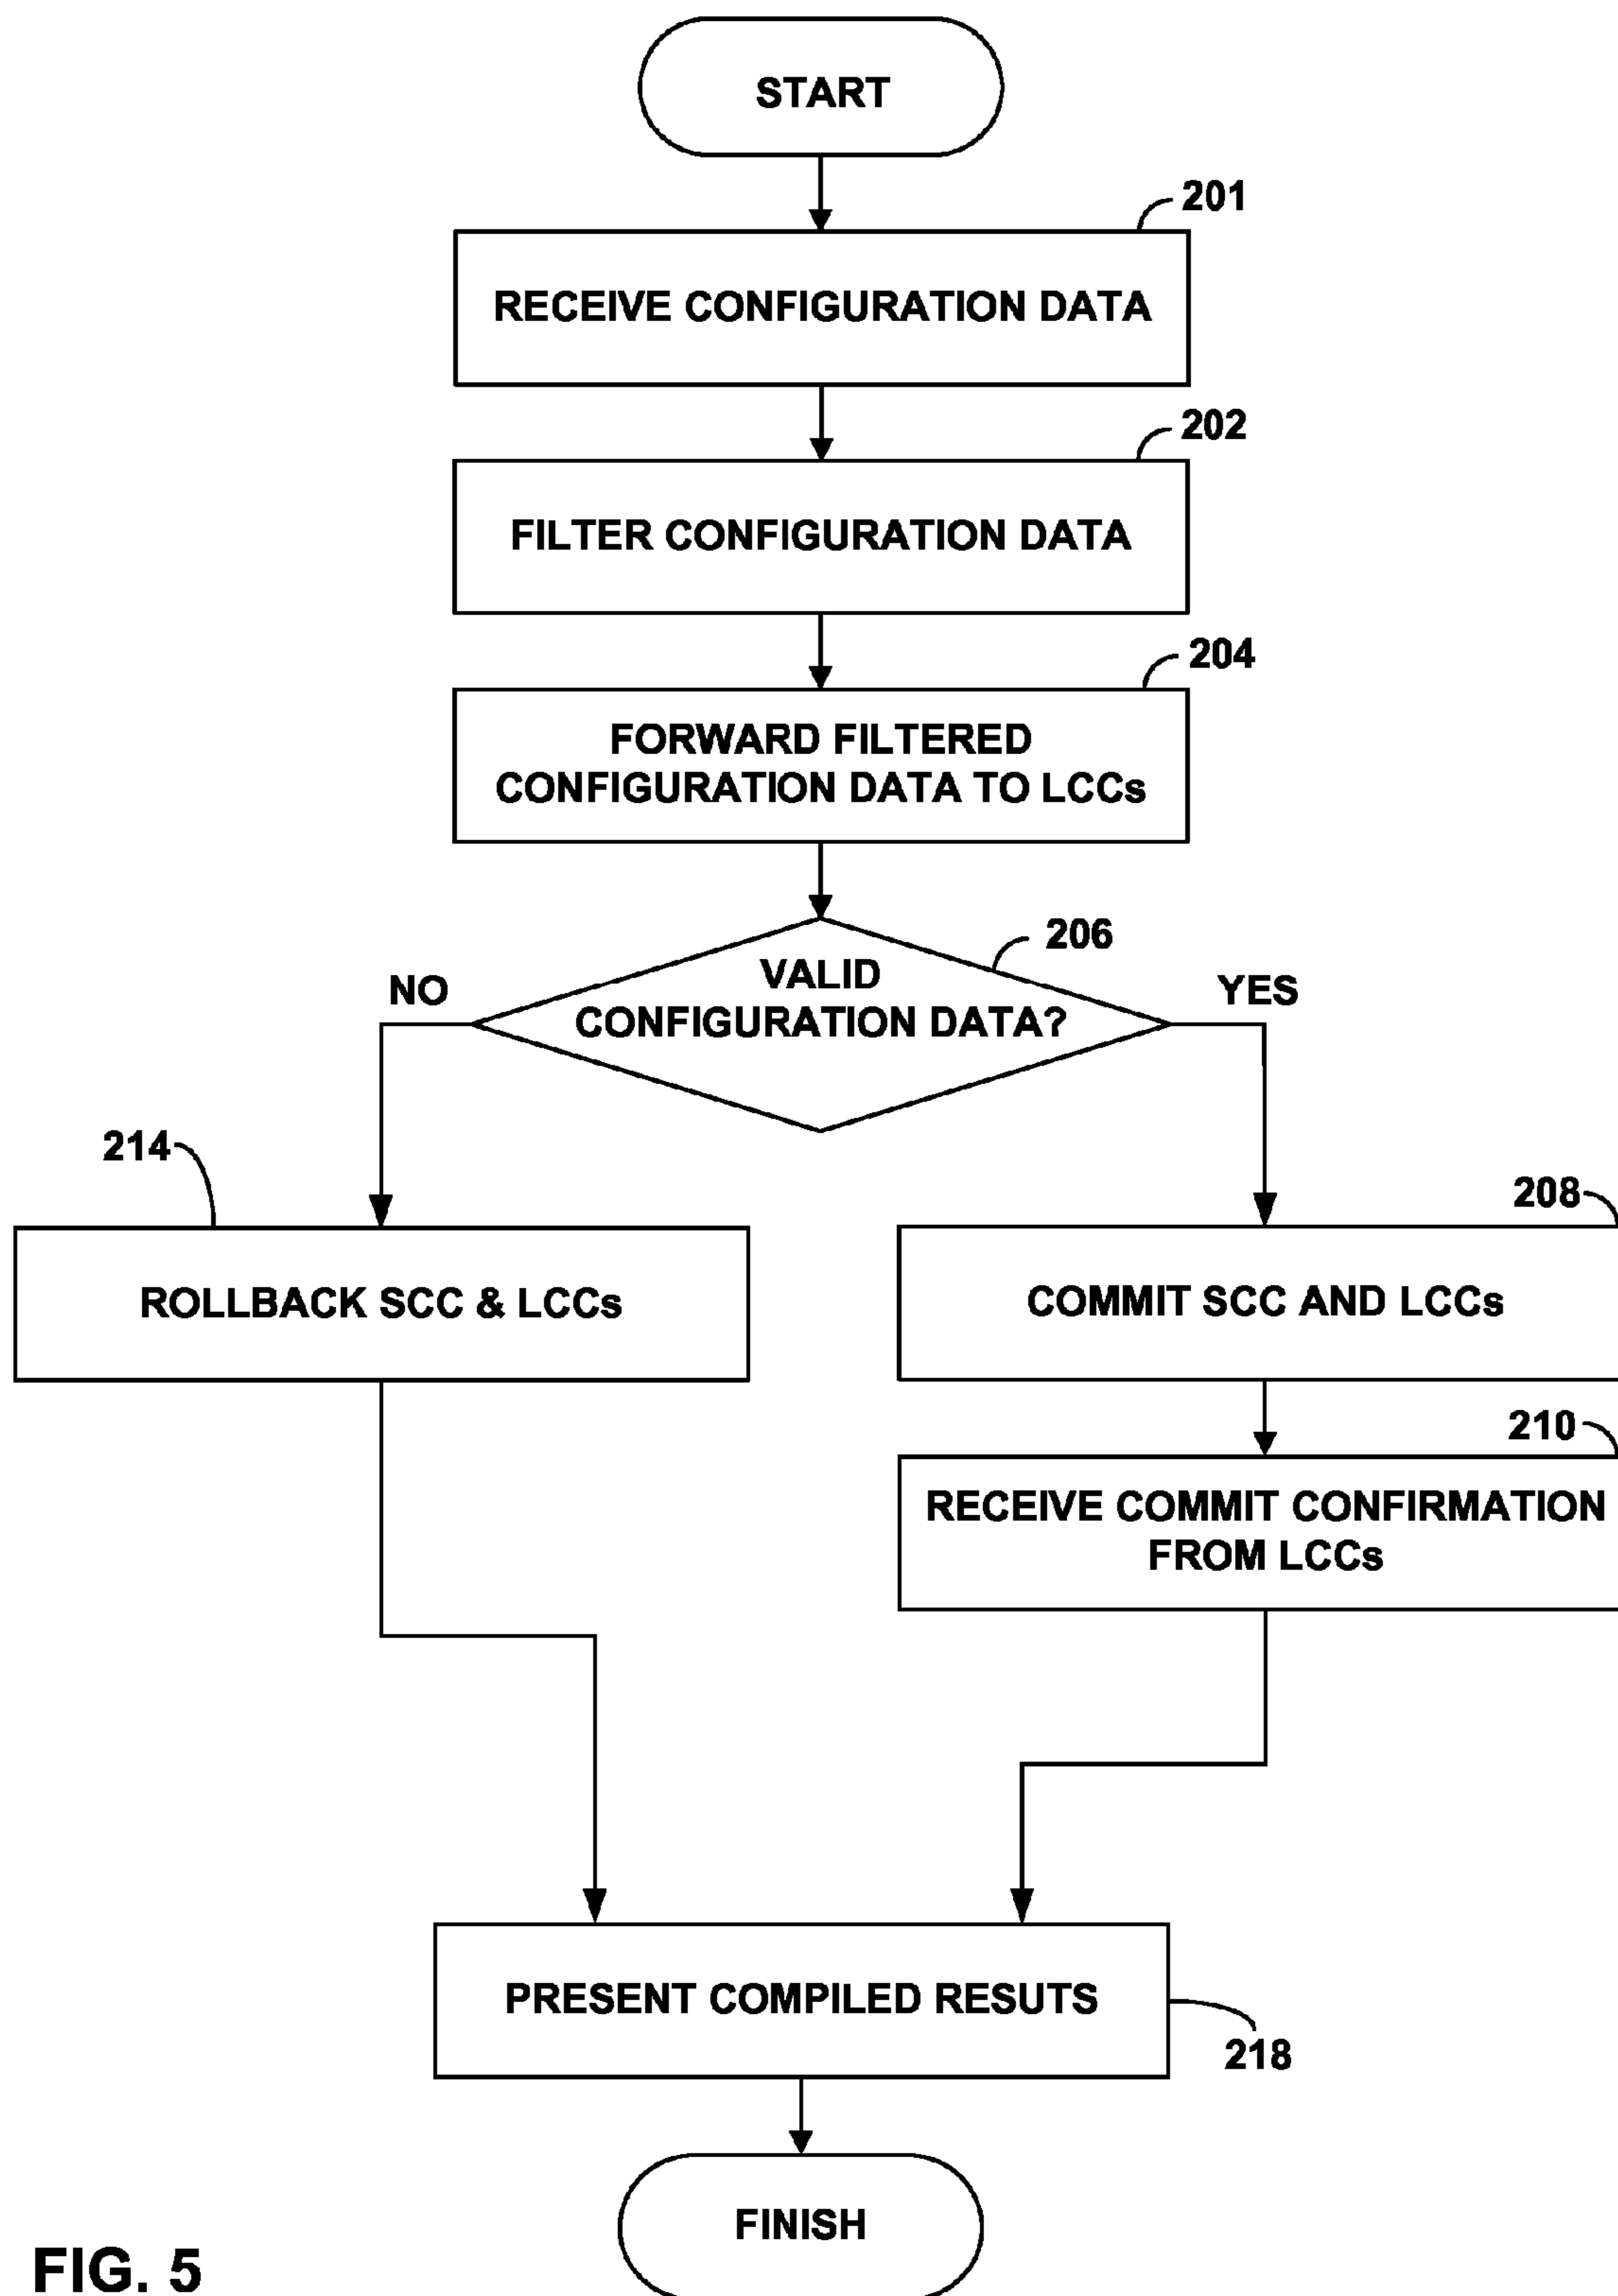 START
201
RECEIVE CONFIGURATION DATA
202
FILTER CONFIGURATION DATA
204
FORWARD FILTERED
CONFIGURATION DATA TO LCCs
206
VALID
CONFIGURATION DATA?
NO
YES
214
ROLLBACK SCC & LCCs
208
COMMIT SCC AND LCCs
210
RECEIVE COMMIT CONFIRMATION
FROM LCCs
PRESENT COMPILED RESUTS
218
FINISH
FIG. 5